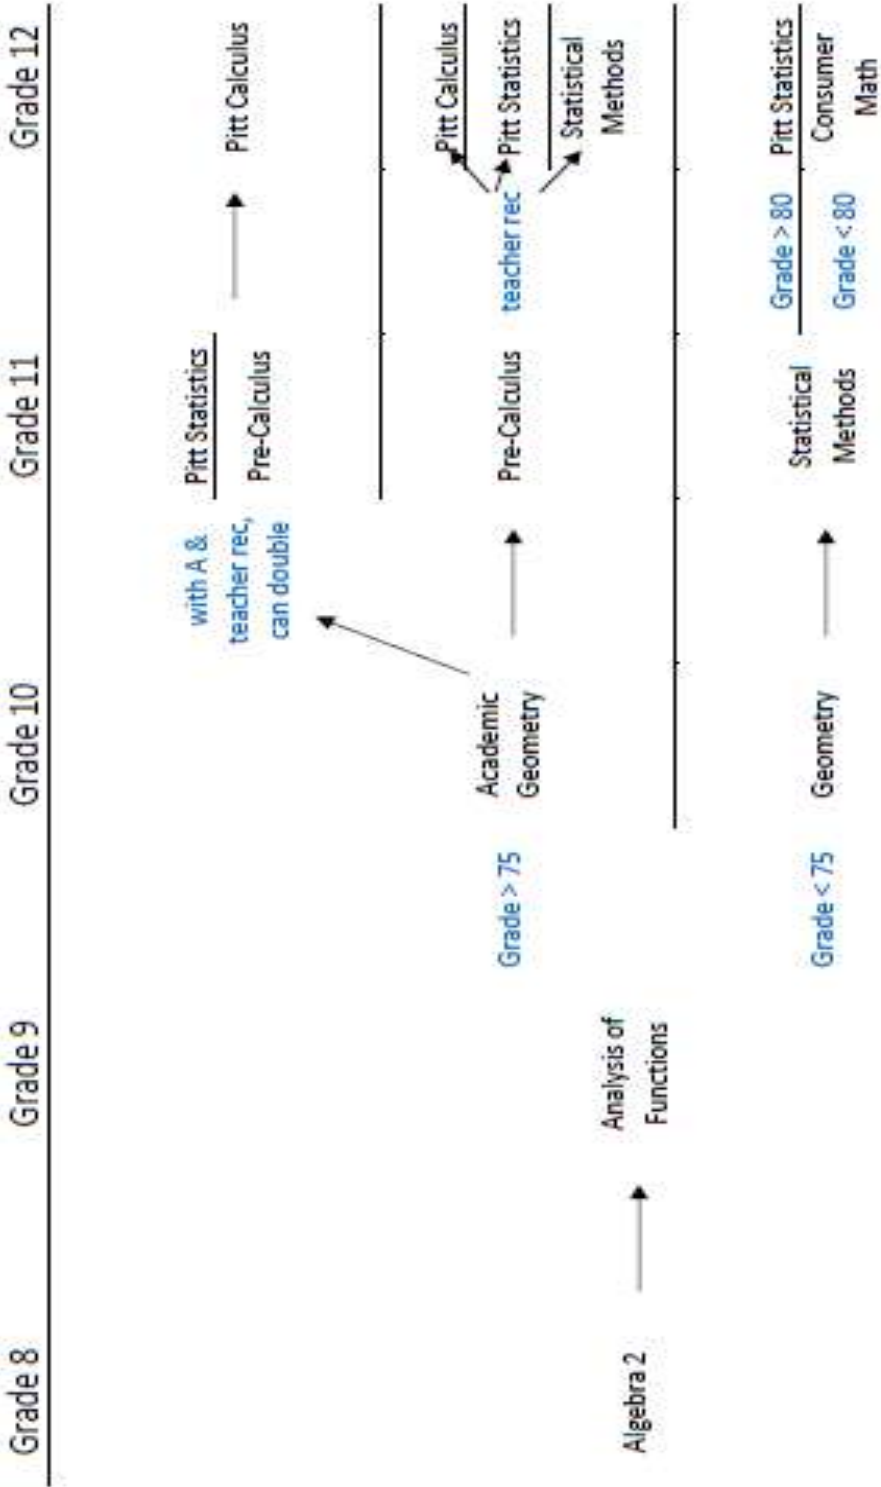 Grade 8
Grade 9
Grade 10
Grade 11
Grade 12
with A &
teacher rec,
can double
Pitt Statistics
Pre-Calculus
Pitt Calculus
Algebra 2
Analysis of
Functions
Grade > 75
Academic
Geometry
Pre-Calculus
teacher rec
Pitt Calculus
Pitt Statistics
Statistical
Methods
Grade < 75
Geometry
Statistical
Methods
Grade > 80
Pitt Statistics
Grade < 80
Consumer
Math